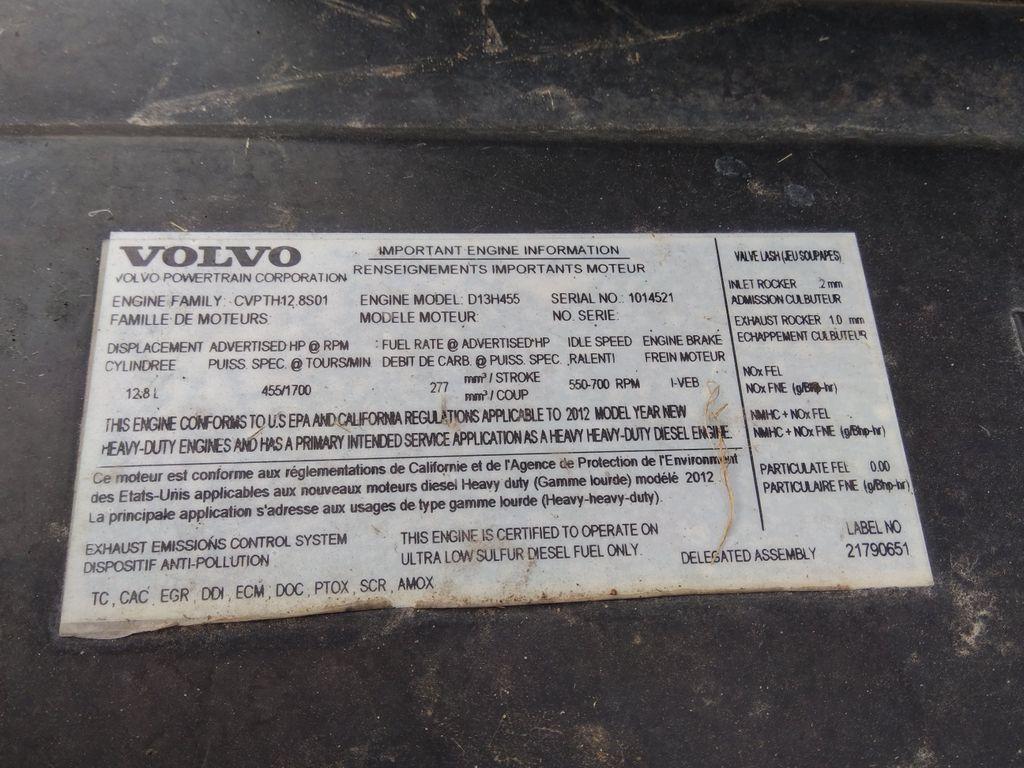 VOLVO
VOLVO POWERTRAIN CORPORATION
IMPORTANT ENGINE INFORMATION
RENSEIGNEMENTS IMPORTANTS MOTEUR
ENGINE FAMILY: CVPTH12.8S01 ENGINE MODEL: D13H455 SERIAL NO.: 1014521
FAMILLE DE MOTEURS: MODELE MOTEUR: NO. SERIE:
DISPLACEMENT ADVERTISED HP @ RPM FUEL RATE @ ADVERTISED HP IDLE SPEED ENGINE BRAKE
CYLINDREE PUISS. SPEC. @ TOURS/MIN DEBIT DE CARB. @ PUISS. SPEC. RALENTI FREIN MOTEUR
12.8 L 455/1700 277 mm³ / STROKE 550-700 RPM I-VEB
mm³ / COUP
THIS ENGINE CONFORMS TO U.S EPA AND CALIFORNIA REGULATIONS APPLICABLE TO 2012 MODEL YEAR NEW
HEAVY-DUTY ENGINES AND HAS A PRIMARY INTENDED SERVICE APPLICATION AS A HEAVY HEAVY-DUTY DIESEL ENGINE.
Ce moteur est conforme aux réglementations de Californie et de l'Agence de Protection de l'Environment
des Etats-Unis applicables aux nouveaux moteurs diesel Heavy duty (Gamme lourde) modélé 2012
La principale application s'adresse aux usages de type gamme lourde (Heavy-heavy-duty).
EXHAUST EMISSIONS CONTROL SYSTEM
DISPOSITIF ANTI-POLLUTION
TC, CAC, EGR, DDI, ECM, DOC, PTOX, SCR, AMOX
THIS ENGINE IS CERTIFIED TO OPERATE ON
ULTRA LOW SULFUR DIESEL FUEL ONLY.
DELEGATED ASSEMBLY
VALVE LASH (JEU SOUPAPES)
INLET ROCKER .2 mm
ADMISSION CULBUTEUR
EXHAUST ROCKER 1.0 mm
ECHAPPEMENT CULBUTEUR
NOx FEL
NOx FNE (g/Bhp-hr)
NMHC + NOx FEL
NMHC + NOx FNE (g/Bhp-hr)
PARTICULATE FEL 0.00
PARTICULAIRE FNE (g/Bhp-hr)
LABEL NO
21790651